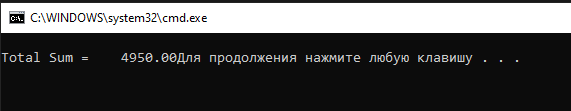 C:\WINDOWS\system32\cmd.exe
Total Sum =    4950.00Для продолжения нажмите любую клавишу . . .